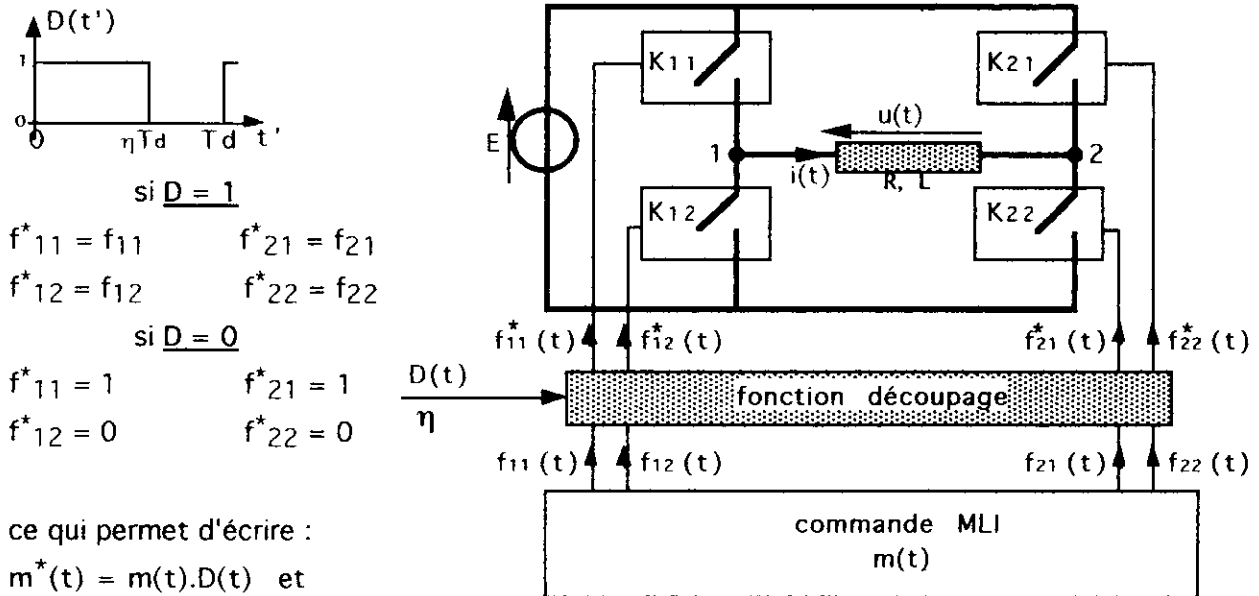 D(t')
1
0
0 ηTd Td t'
si D = 1
f*11 = f11 f*21 = f21
f*12 = f12 f*22 = f22
si D = 0
f*11 = 1 f*21 = 1
f*12 = 0 f*22 = 0
ce qui permet d'écrire :
m*(t) = m(t).D(t) et
K11
K21
E
u(t)
1
2
i(t)
R, L
K12
K22
f*11 (t) f*12 (t) f*21 (t) f*22 (t)
D(t)
η
fonction découpage
f11 (t) f12 (t) f21 (t) f22 (t)
commande MLI
m(t)